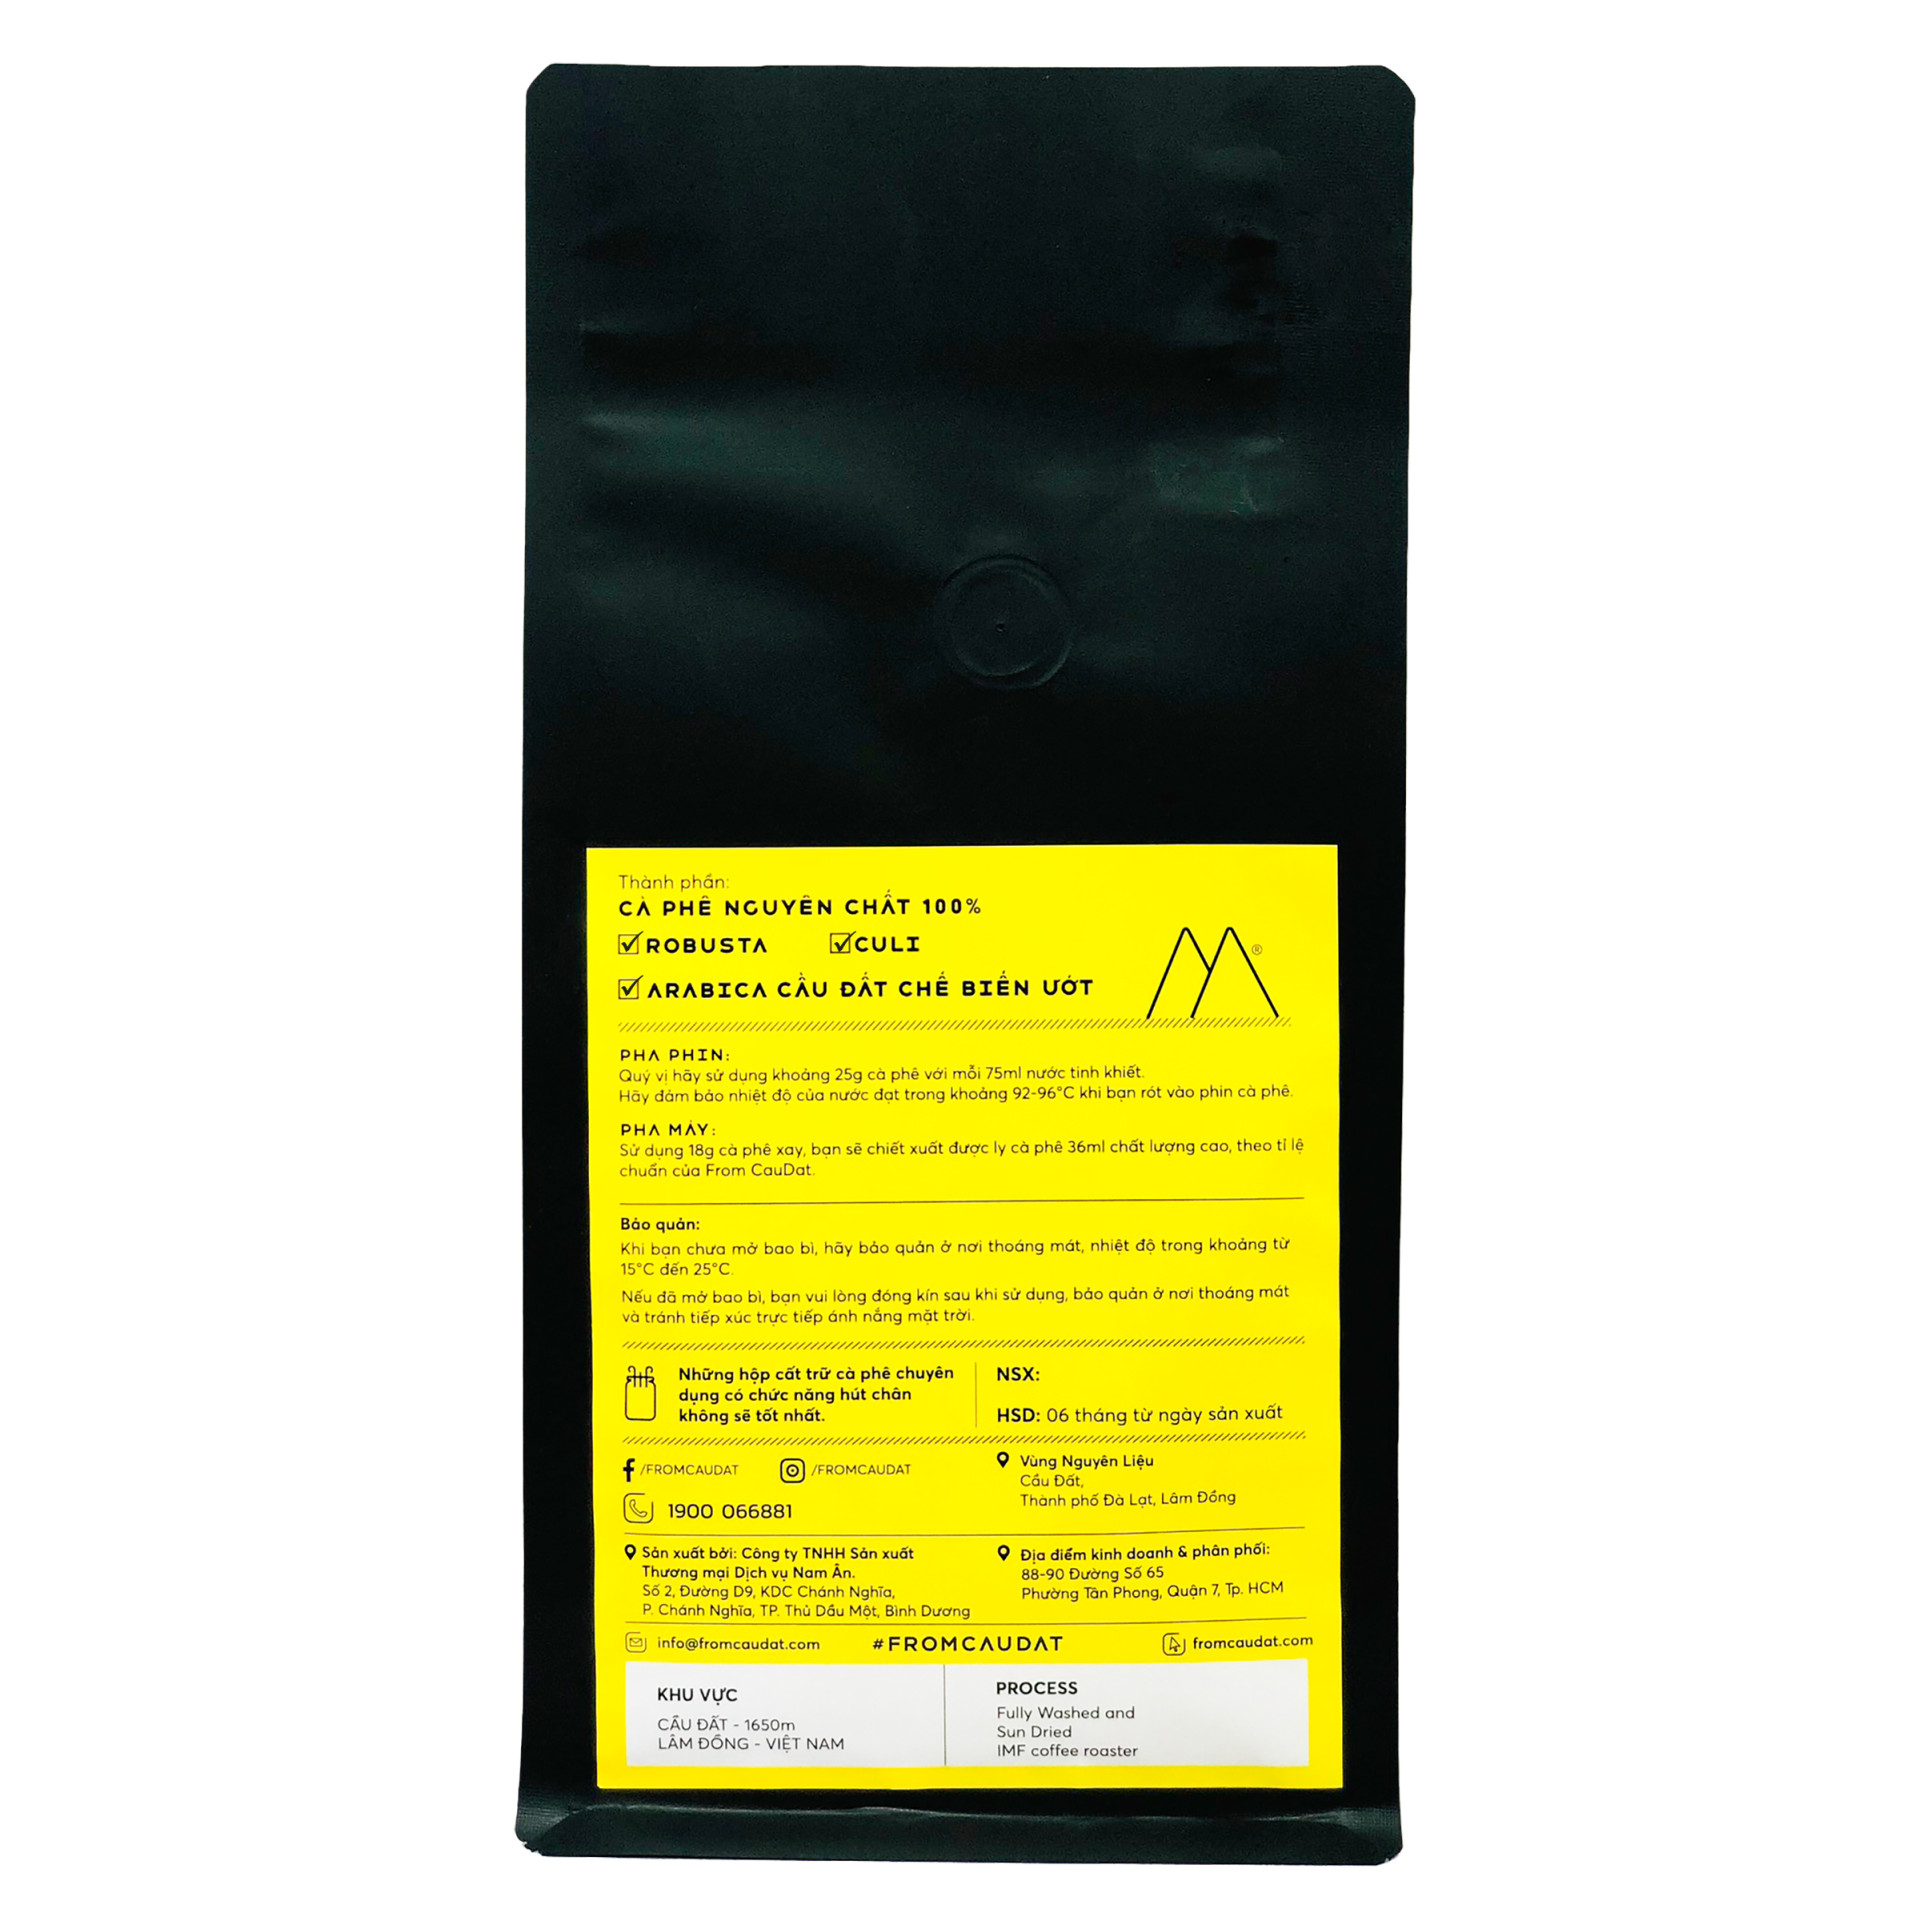 Thành phần:
CÀ PHÊ NGUYÊN CHẤT 100%
ROBUSTA CULI
ARABICA CẦU ĐẤT CHẾ BIẾN ƯỚT
®
PHA PHIN:
Quý vị hãy sử dụng khoảng 25g cà phê với mỗi 75ml nước tinh khiết.
Hãy đảm bảo nhiệt độ của nước đạt trong khoảng 92-96°C khi bạn rót vào phin cà phê.
PHA MÁY:
Sử dụng 18g cà phê xay, bạn sẽ chiết xuất được ly cà phê 36ml chất lượng cao, theo tỉ lệ
chuẩn của From CauDat.
Bảo quản:
Khi bạn chưa mở bao bì, hãy bảo quản ở nơi thoáng mát, nhiệt độ trong khoảng từ
15°C đến 25°C.
Nếu đã mở bao bì, bạn vui lòng đóng kín sau khi sử dụng, bảo quản ở nơi thoáng mát
và tránh tiếp xúc trực tiếp ánh nắng mặt trời.
Những hộp cất trữ cà phê chuyên
dụng có chức năng hút chân
không sẽ tốt nhất.
NSX:
HSD: 06 tháng từ ngày sản xuất
/FROMCAUDAT /FROMCAUDAT
1900 066881
Vùng Nguyên Liệu
Cầu Đất,
Thành phố Đà Lạt, Lâm Đồng
Sản xuất bởi: Công ty TNHH Sản xuất
Thương mại Dịch vụ Nam Ân.
Số 2, Đường D9, KDC Chánh Nghĩa,
P. Chánh Nghĩa, TP. Thủ Dầu Một, Bình Dương
Địa điểm kinh doanh & phân phối:
88-90 Đường Số 65
Phường Tân Phong, Quận 7, Tp. HCM
info@fromcaudat.com #FROMCAUDAT fromcaudat.com
KHU VỰC
CẦU ĐẤT - 1650m
LÂM ĐỒNG - VIỆT NAM
PROCESS
Fully Washed and
Sun Dried
IMF coffee roaster